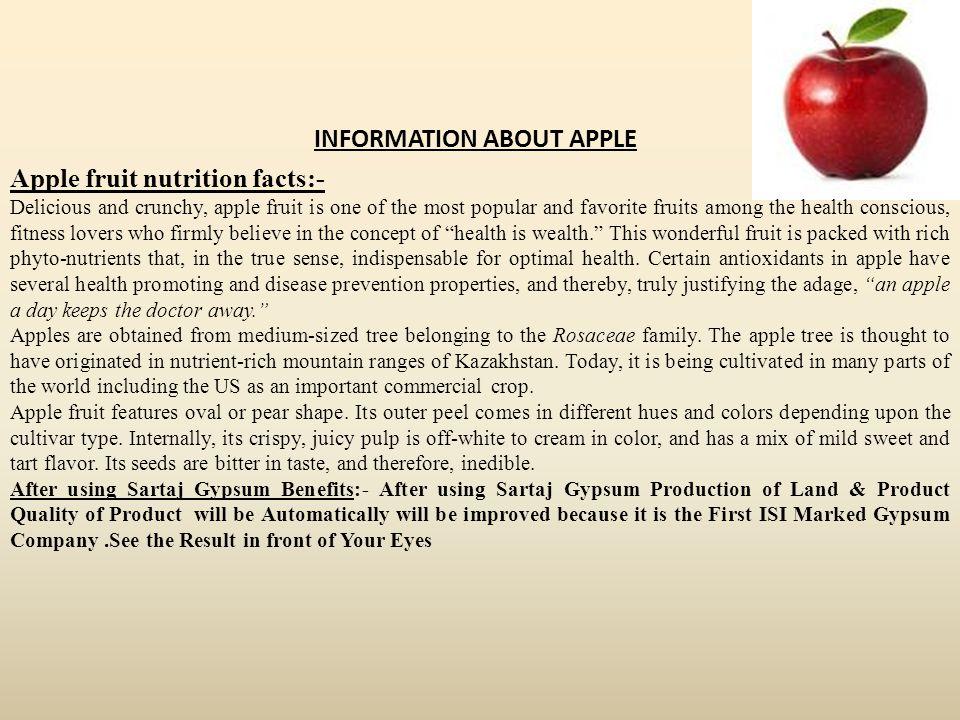 INFORMATION ABOUT APPLE
Apple fruit nutrition facts:-
Delicious and crunchy, apple fruit is one of the most popular and favorite fruits among the health conscious,
fitness lovers who firmly believe in the concept of “health is wealth.” This wonderful fruit is packed with rich
phyto-nutrients that, in the true sense, indispensable for optimal health. Certain antioxidants in apple have
several health promoting and disease prevention properties, and thereby, truly justifying the adage, “an apple
a day keeps the doctor away.”
Apples are obtained from medium-sized tree belonging to the Rosaceae family. The apple tree is thought to
have originated in nutrient-rich mountain ranges of Kazakhstan. Today, it is being cultivated in many parts of
the world including the US as an important commercial crop.
Apple fruit features oval or pear shape. Its outer peel comes in different hues and colors depending upon the
cultivar type. Internally, its crispy, juicy pulp is off-white to cream in color, and has a mix of mild sweet and
tart flavor. Its seeds are bitter in taste, and therefore, inedible.
After using Sartaj Gypsum Benefits:- After using Sartaj Gypsum Production of Land & Product
Quality of Product will be Automatically will be improved because it is the First ISI Marked Gypsum
Company .See the Result in front of Your Eyes